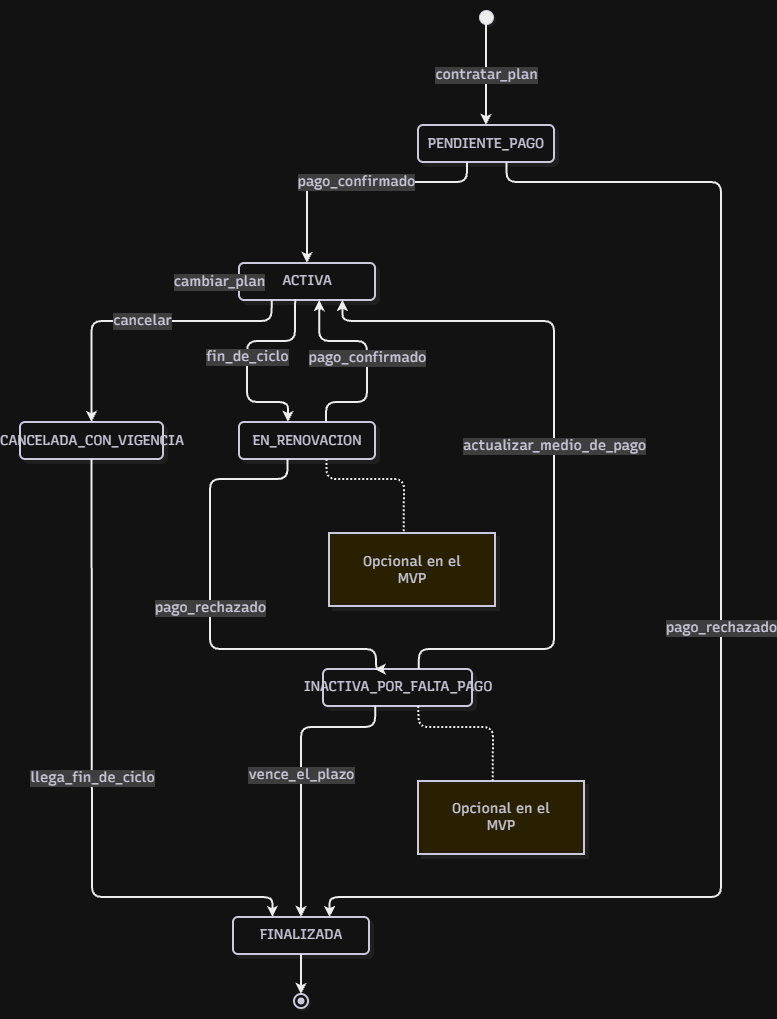 contratar_plan
PENDIENTE_PAGO
pago_confirmado
cambiar_plan
ACTIVA
cancelar
fin_de_ciclo
pago_confirmado
CANCELADA_CON_VIGENCIA
EN_RENOVACION
actualizar_medio_de_pago
Opcional en el
MVP
pago_rechazado
pago_rechazado
INACTIVA_POR_FALTA_PAGO
llega_fin_de_ciclo
vence_el_plazo
Opcional en el
MVP
FINALIZADA